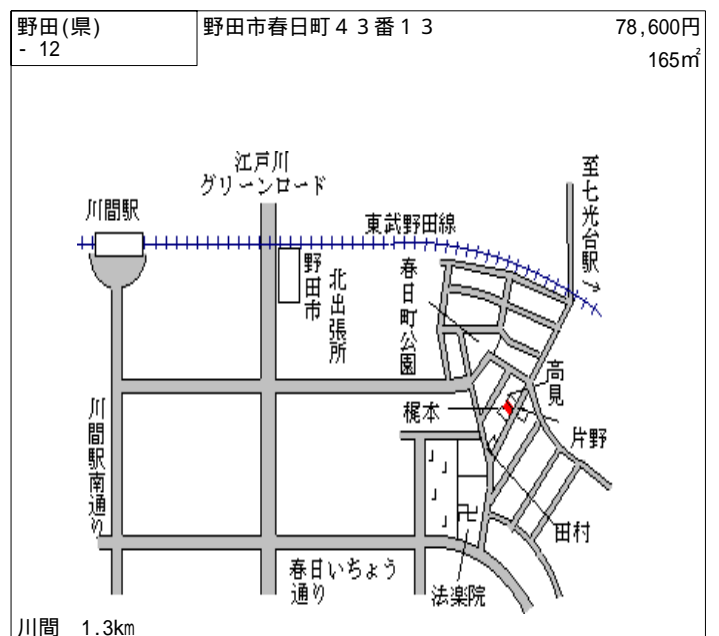 野田(県)
- 12
野田市春日町４３番１３
78,600円
165㎡
江戸川
グリーンロード
川間駅
東武野田線
至七光台駅
野田市
北出張所
春日町公園
高見
梶本
片野
川間駅南通り
田村
春日いちょう
通り
法楽院
川間 1.3km